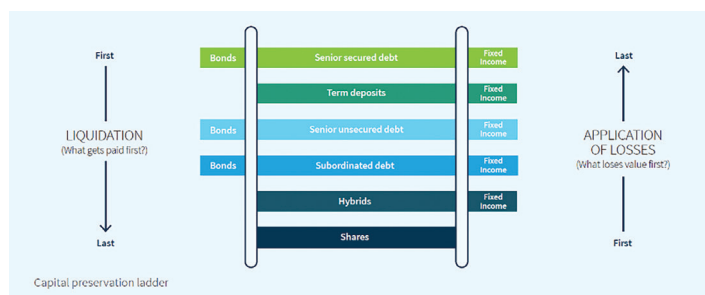 First
LIQUIDATION
(What gets paid first?)
Last
Bonds
Senior secured debt
Fixed
Income
Term deposits
Fixed
Income
Bonds
Senior unsecured debt
Fixed
Income
Bonds
Subordinated debt
Fixed
Income
Hybrids
Fixed
Income
Shares
Last
APPLICATION
OF LOSSES
(What loses value first?)
First
Capital preservation ladder